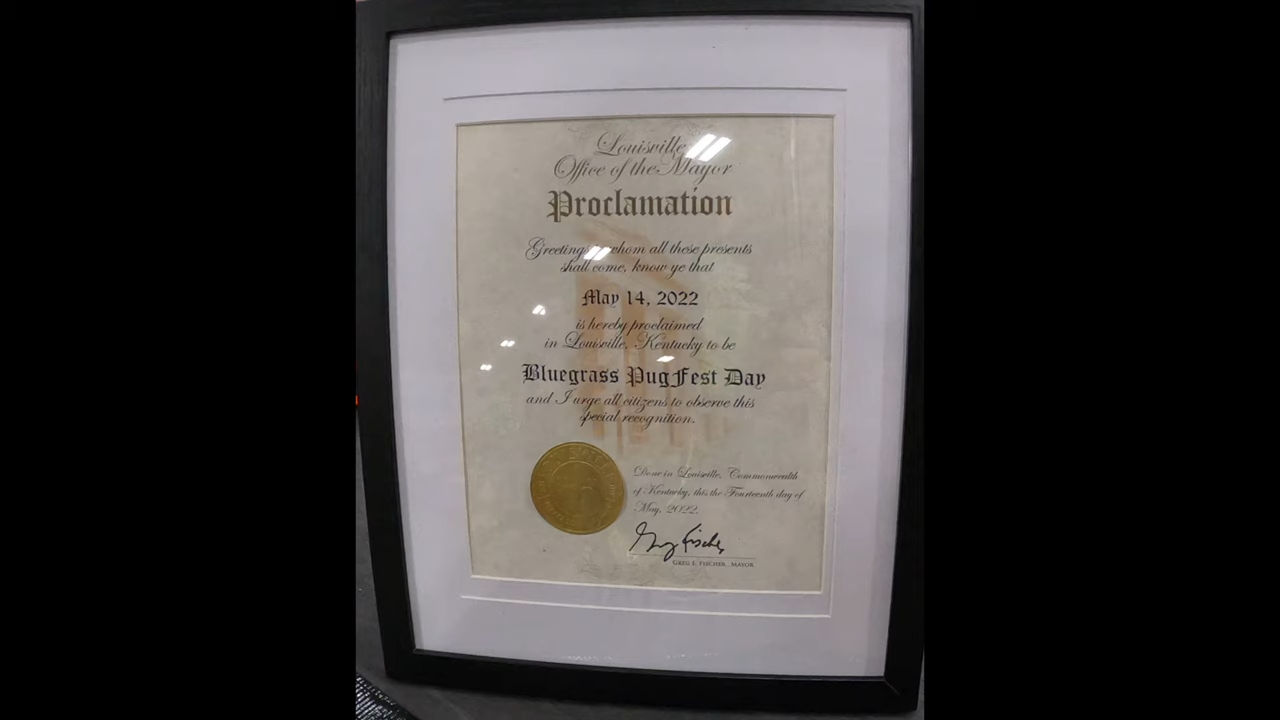 Louisville
Office of the Mayor
Proclamation
Greetings whom all these presents
shall come, know ye that
May 14, 2022
is hereby proclaimed
in Louisville, Kentucky to be
Bluegrass PugFest Day
and I urge all citizens to observe this
special recognition.
Done in Louisville, Commonwealth
of Kentucky, this the Fourteenth day of
May, 2022.
Greg Fischer
GREG E. FISCHER MAYOR